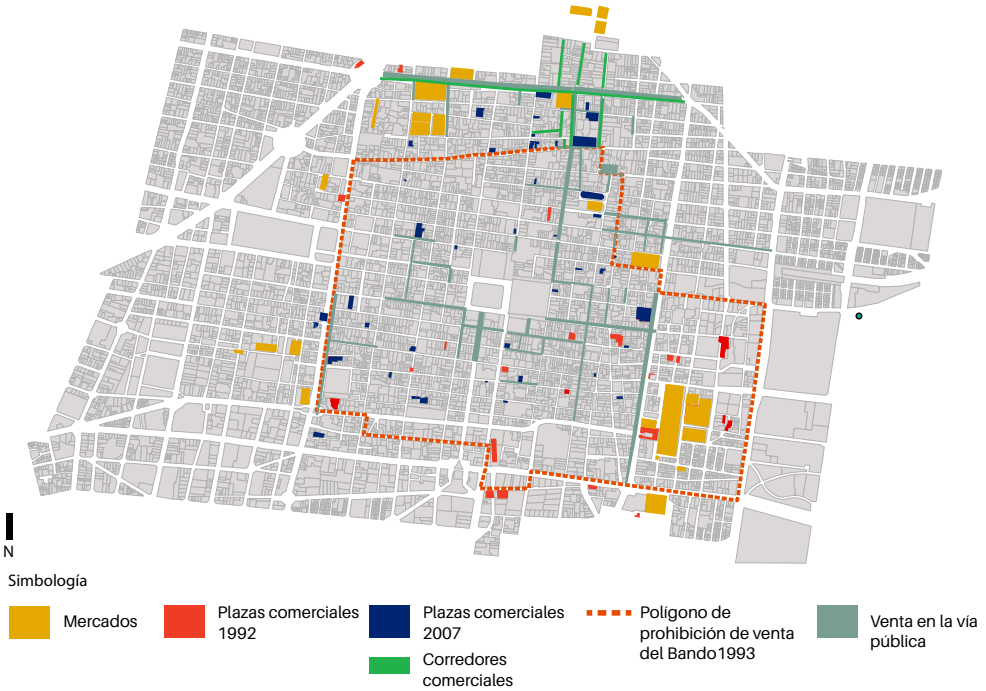 N
Simbología
Mercados
Plazas comerciales
1992
Plazas comerciales
2007
Corredores
comerciales
Polígono de
prohibición de venta
del Bando1993
Venta en la vía
pública